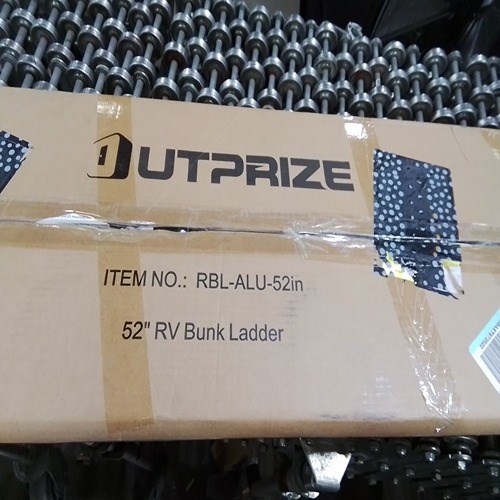 OUTPRIZE
ITEM NO.: RBL-ALU-52in
52" RV Bunk Ladder